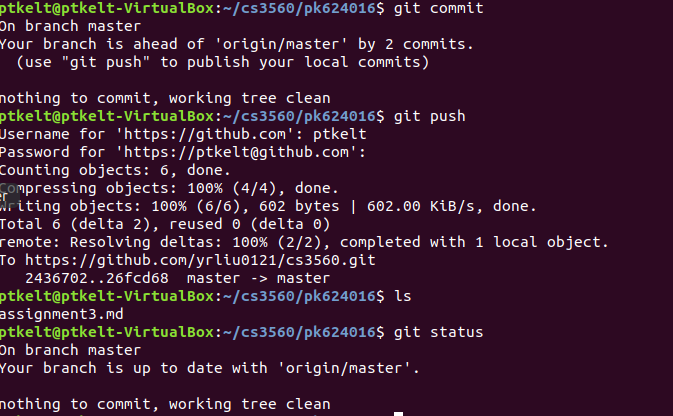 ptkelt@ptkelt-VirtualBox:~/cs3560/pk624016$ git commit
On branch master
Your branch is ahead of 'origin/master' by 2 commits.
  (use "git push" to publish your local commits)
nothing to commit, working tree clean
ptkelt@ptkelt-VirtualBox:~/cs3560/pk624016$ git push
Username for 'https://github.com': ptkelt
Password for 'https://ptkelt@github.com':
Counting objects: 6, done.
Compressing objects: 100% (4/4), done.
Writing objects: 100% (6/6), 602 bytes | 602.00 KiB/s, done.
Total 6 (delta 2), reused 0 (delta 0)
remote: Resolving deltas: 100% (2/2), completed with 1 local object.
To https://github.com/yrliu0121/cs3560.git
   2436702..26fcd68  master -> master
ptkelt@ptkelt-VirtualBox:~/cs3560/pk624016$ ls
assignment3.md
ptkelt@ptkelt-VirtualBox:~/cs3560/pk624016$ git status
On branch master
Your branch is up to date with 'origin/master'.
nothing to commit, working tree clean